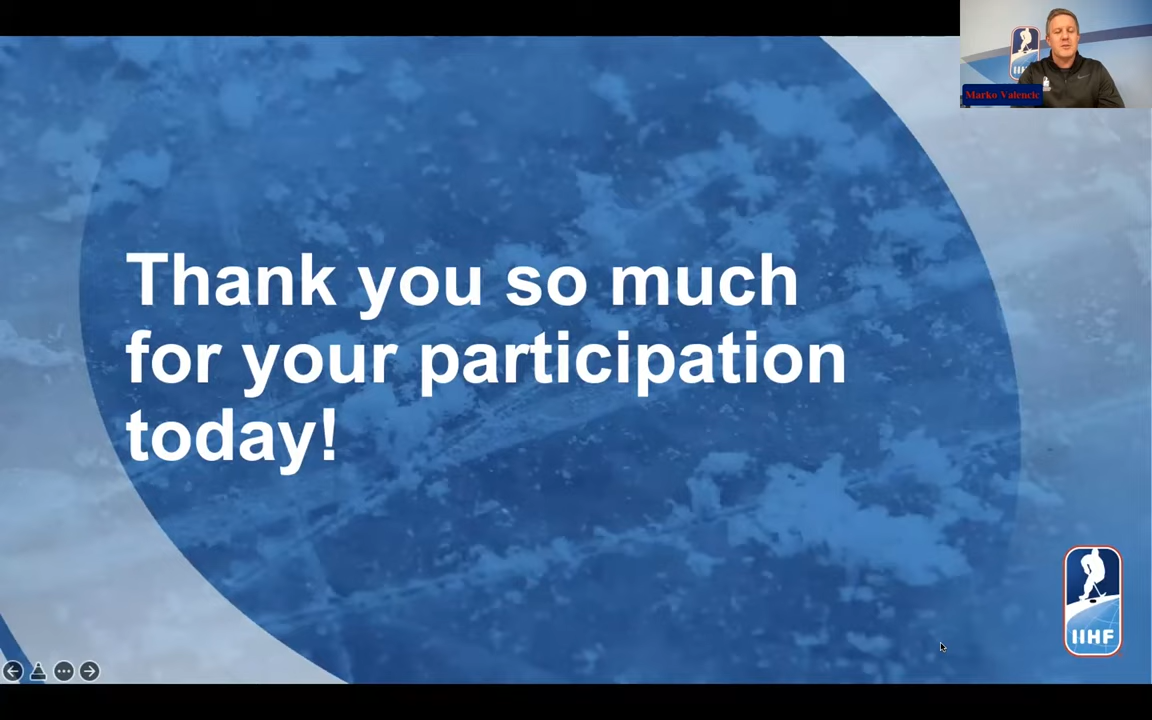 Marko Valencic
Thank you so much
for your participation
today!
IIHF